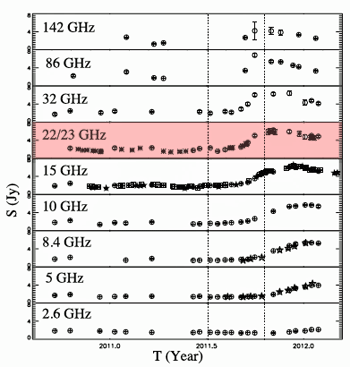 142 GHz
86 GHz
32 GHz
22/23 GHz
15 GHz
10 GHz
8.4 GHz
5 GHz
2.6 GHz
S (Jy)
2011.0 2011.5 2012.0
T (Year)